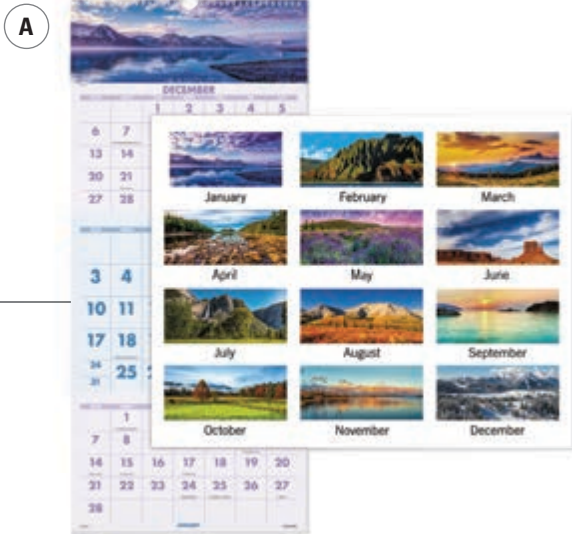 A
DECEMBER
1 2 3 4 5
6 7
13 14
20 21
27 28
3 4
10 11
17 18
24
31
25
1
7 8
14 15 16 17 18 19 20
21 22 23 24 25 26 27
28
January February March
April May June
July August September
October November December